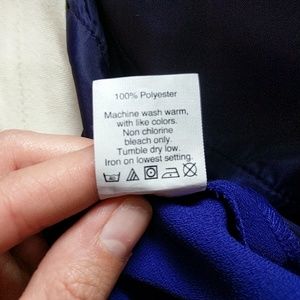 100% Polyester
Machine wash warm,
with like colors.
Non chlorine
bleach only.
Tumble dry low.
Iron on lowest setting.